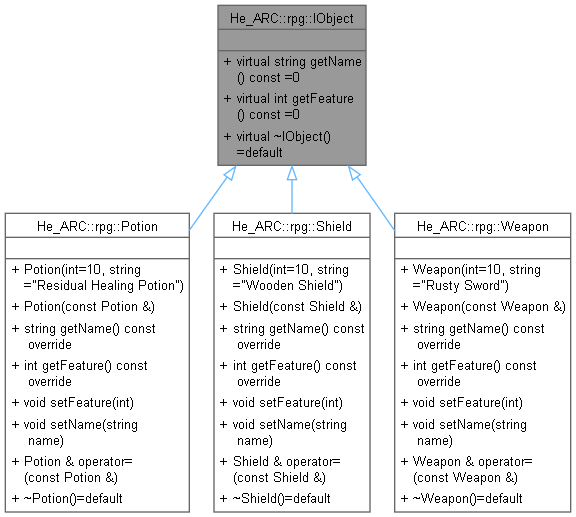 He_ARC::rpg::IObject
+ virtual string getName
() const =0
+ virtual int getFeature
() const =0
+ virtual ~IObject()
=default
He_ARC::rpg::Potion
+ Potion(int=10, string
="Residual Healing Potion")
+ Potion(const Potion &)
+ string getName() const
override
+ int getFeature() const
override
+ void setFeature(int)
+ void setName(string
name)
+ Potion & operator=
(const Potion &)
+ ~Potion()=default
He_ARC::rpg::Shield
+ Shield(int=10, string
="Wooden Shield")
+ Shield(const Shield &)
+ string getName() const
override
+ int getFeature() const
override
+ void setFeature(int)
+ void setName(string
name)
+ Shield & operator=
(const Shield &)
+ ~Shield()=default
He_ARC::rpg::Weapon
+ Weapon(int=10, string
="Rusty Sword")
+ Weapon(const Weapon &)
+ string getName() const
override
+ int getFeature() const
override
+ void setFeature(int)
+ void setName(string
name)
+ Weapon & operator=
(const Weapon &)
+ ~Weapon()=default